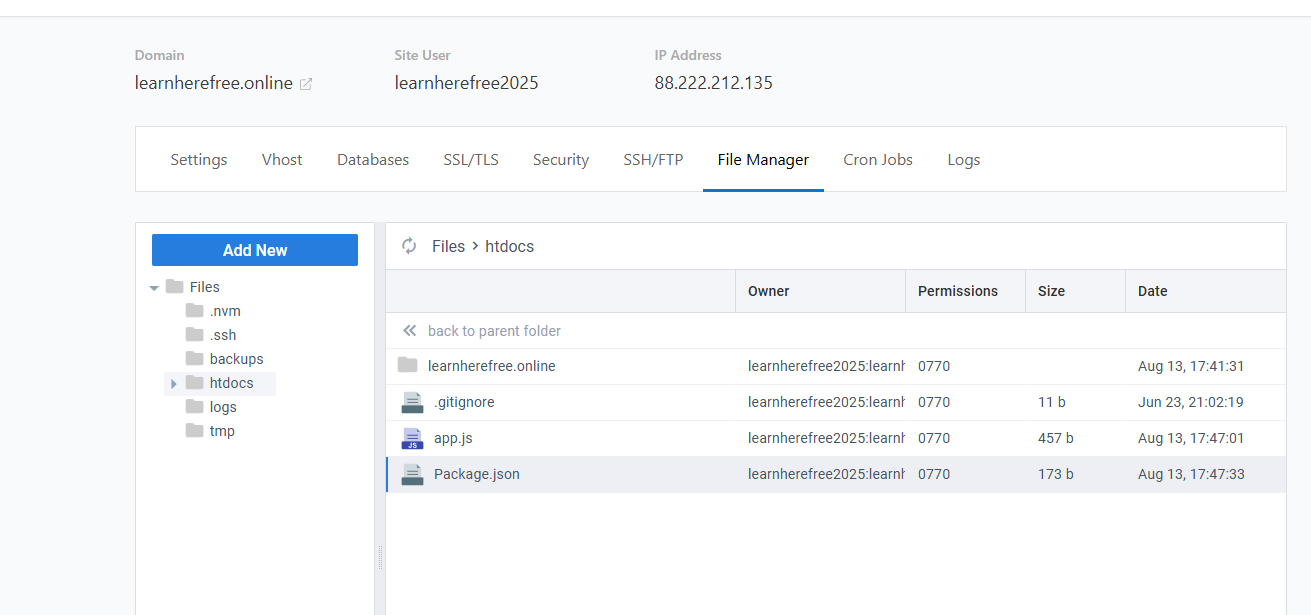 Domain Site User IP Address
learnherefree.online learnherefree2025 88.222.212.135
Settings Vhost Databases SSL/TLS Security SSH/FTP File Manager Cron Jobs Logs
Add New
Files
.nvm
.ssh
backups
htdocs
logs
tmp
Files > htdocs
Owner Permissions Size Date
back to parent folder
learnherefree.online learnherefree2025:learnh 0770 Aug 13, 17:41:31
.gitignore learnherefree2025:learnh 0770 11 b Jun 23, 21:02:19
JS app.js learnherefree2025:learnh 0770 457 b Aug 13, 17:47:01
Package.json learnherefree2025:learnh 0770 173 b Aug 13, 17:47:33